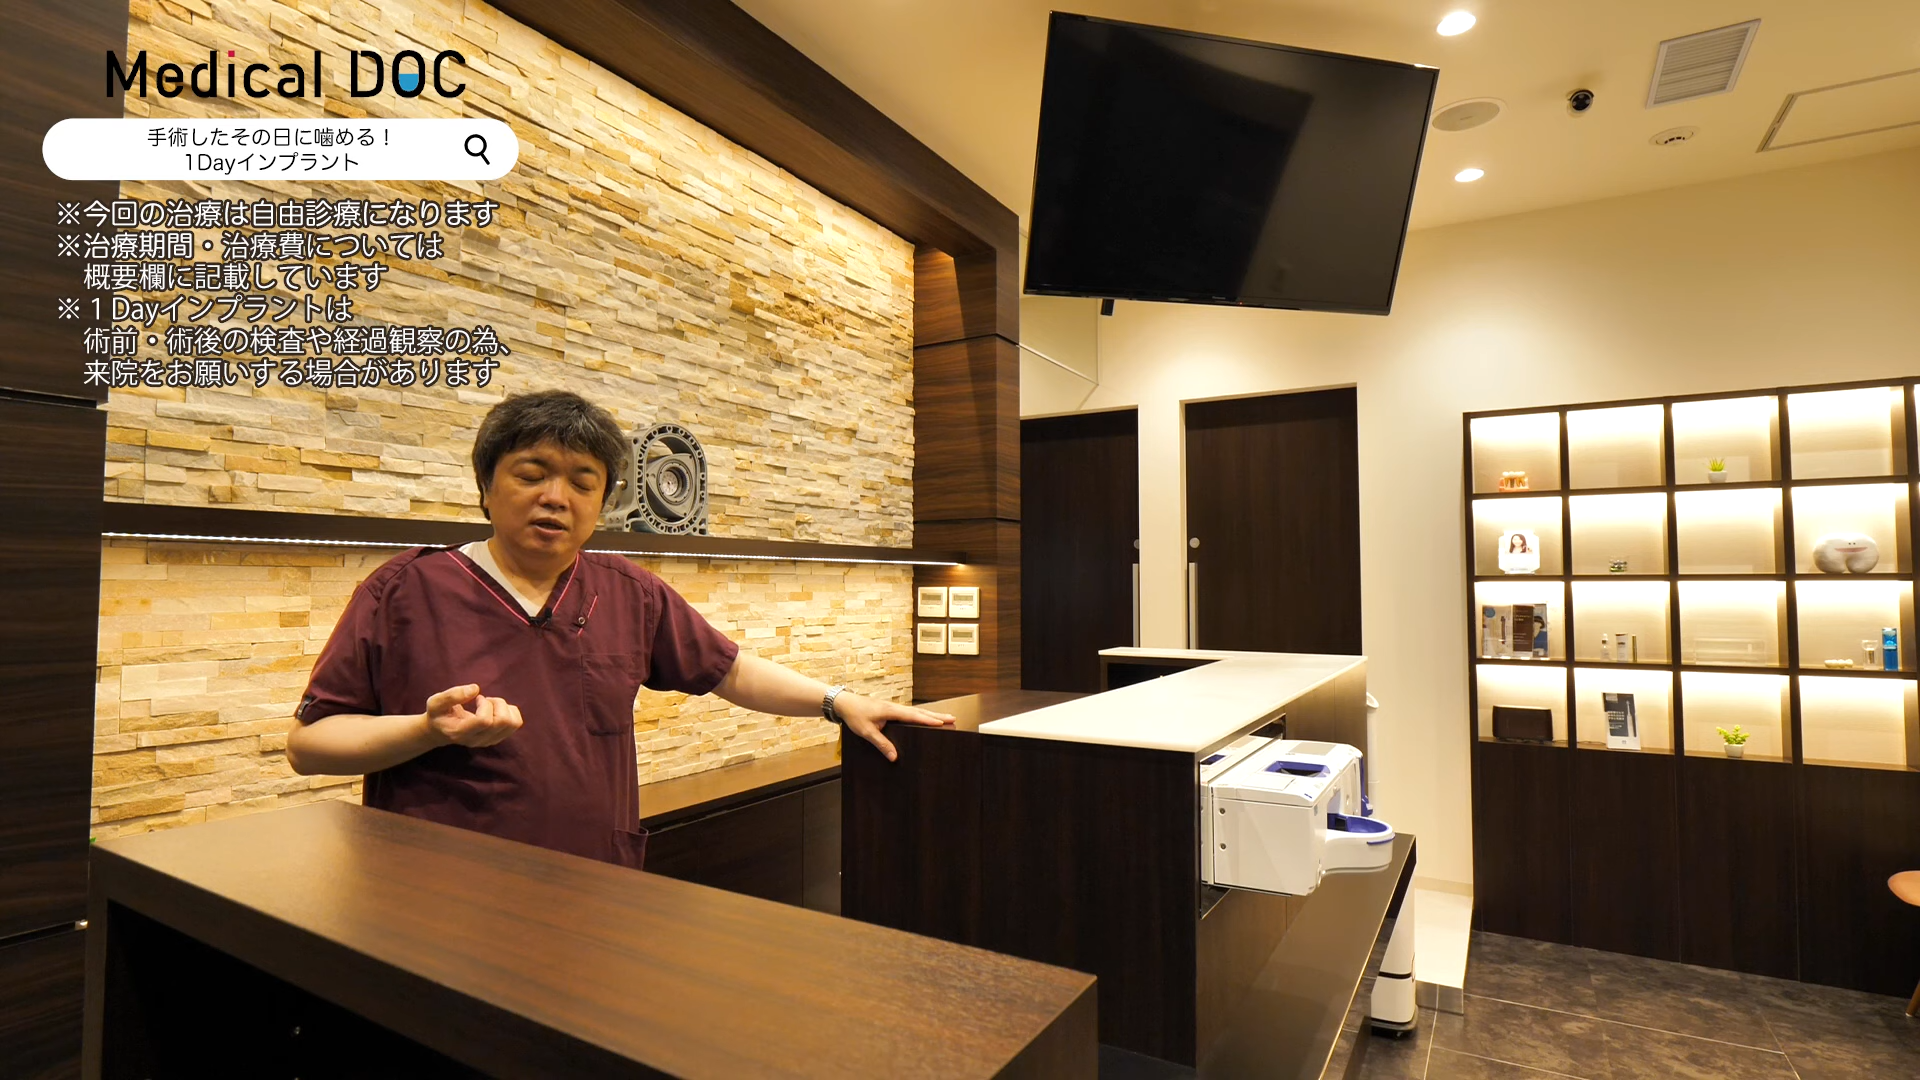 Medical DOC
手術したその日に噛める！
1Dayインプラント
※今回の治療は自由診療になります
※治療期間・治療費については
概要欄に記載しています
※１Dayインプラントは
術前・術後の検査や経過観察の為、
来院をお願いする場合があります